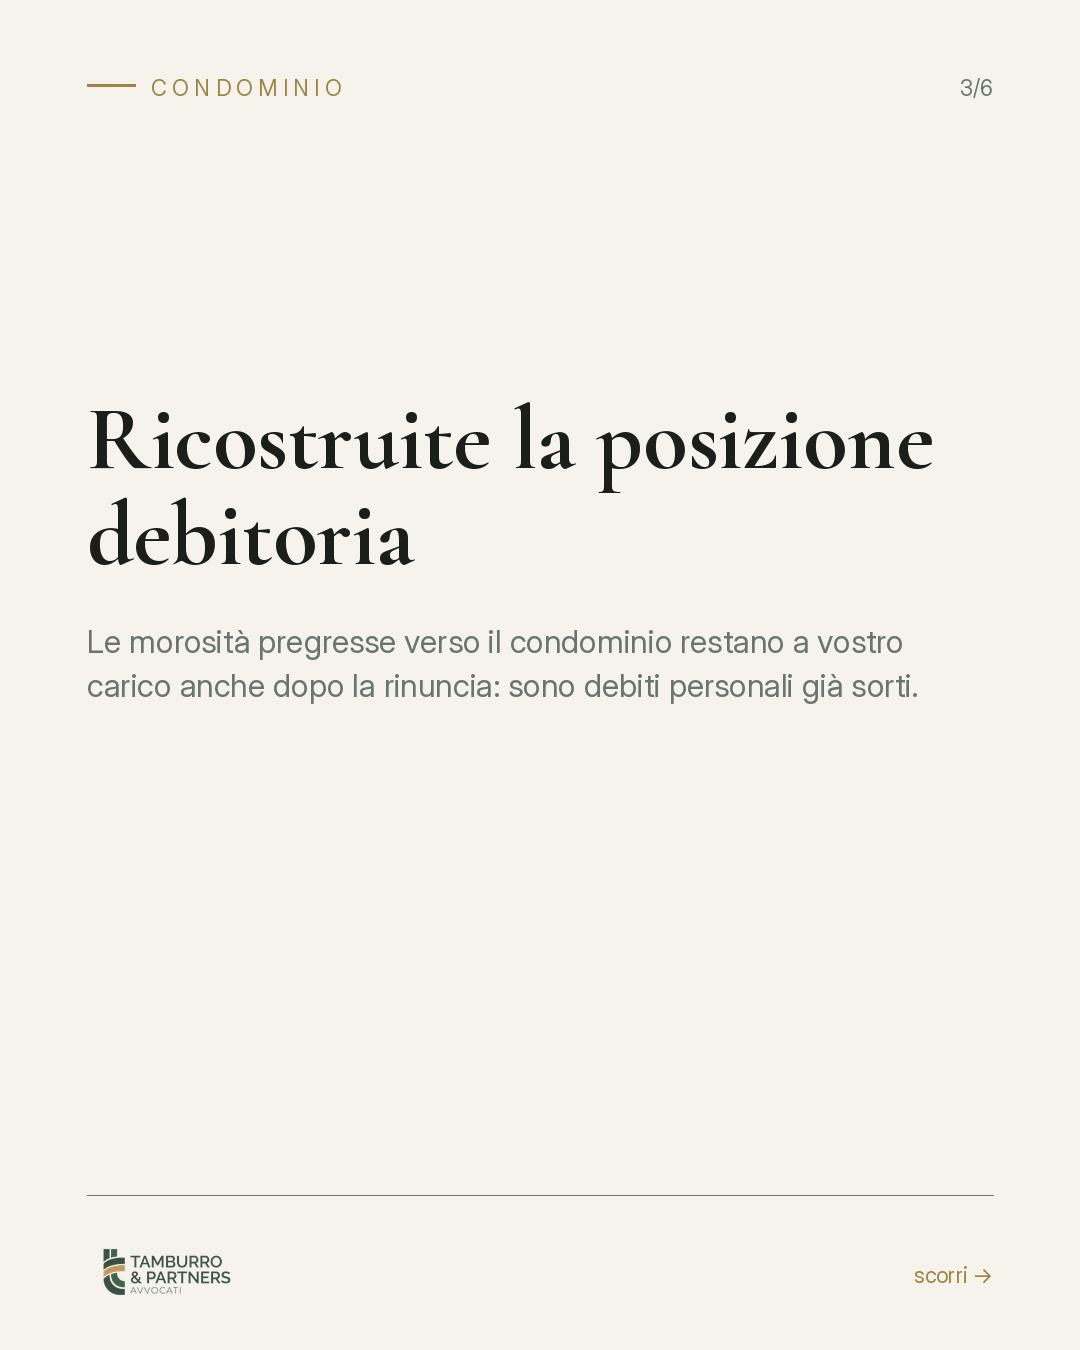 CONDOMINIO
3/6
Ricostruite la posizione
debitoria
Le morosità pregresse verso il condominio restano a vostro
carico anche dopo la rinuncia: sono debiti personali già sorti.
TAMBURRO
& PARTNERS
AVVOCATI
scorri →